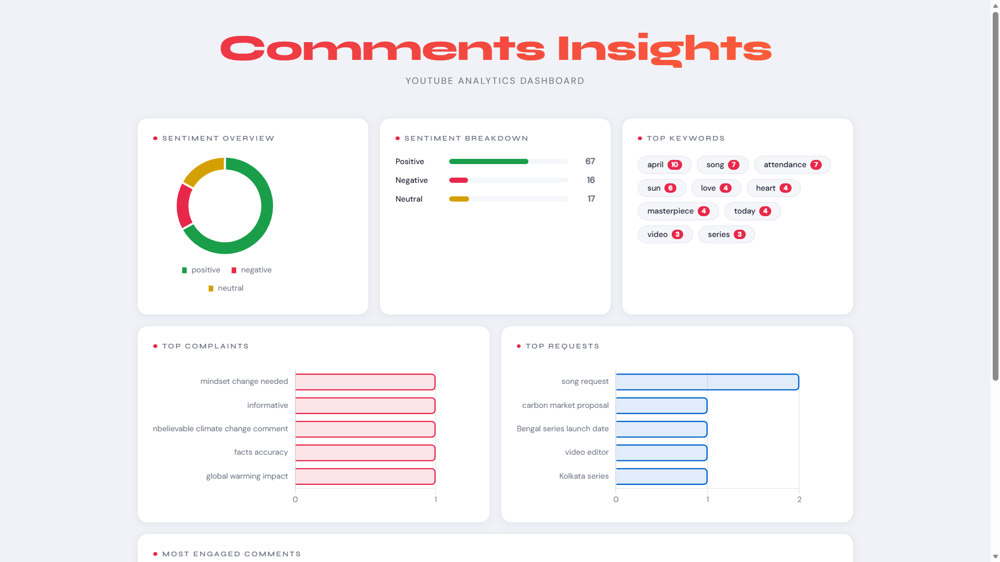 Comments Insights
YOUTUBE ANALYTICS DASHBOARD
SENTIMENT OVERVIEW
positive negative
neutral
SENTIMENT BREAKDOWN
Positive 67
Negative 16
Neutral 17
TOP KEYWORDS
april 10 song 7 attendance 7
sun 6 love 4 heart 4
masterpiece 4 today 4
video 3 series 3
TOP COMPLAINTS
mindset change needed
informative
nbelievable climate change comment
facts accuracy
global warming impact
0 1
TOP REQUESTS
song request
carbon market proposal
Bengal series launch date
video editor
Kolkata series
0 1 2
MOST ENGAGED COMMENTS